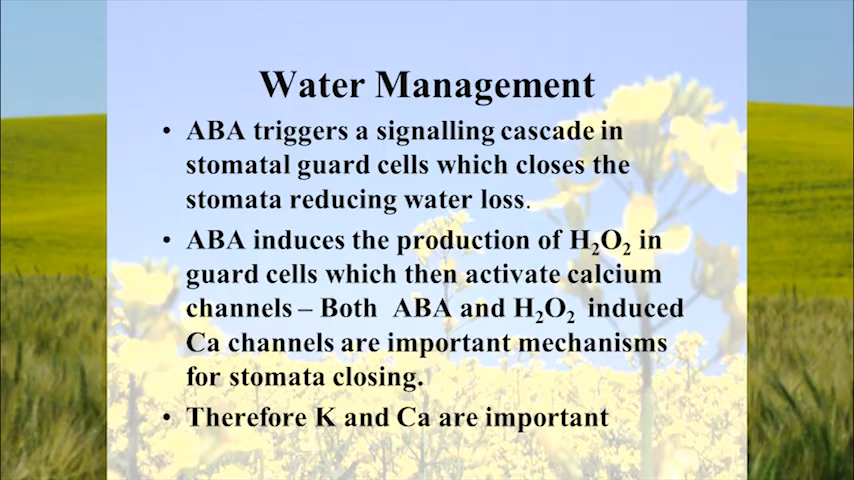 Water Management
• ABA triggers a signalling cascade in
stomatal guard cells which closes the
stomata reducing water loss.
• ABA induces the production of H₂O₂ in
guard cells which then activate calcium
channels – Both ABA and H₂O₂ induced
Ca channels are important mechanisms
for stomata closing.
• Therefore K and Ca are important